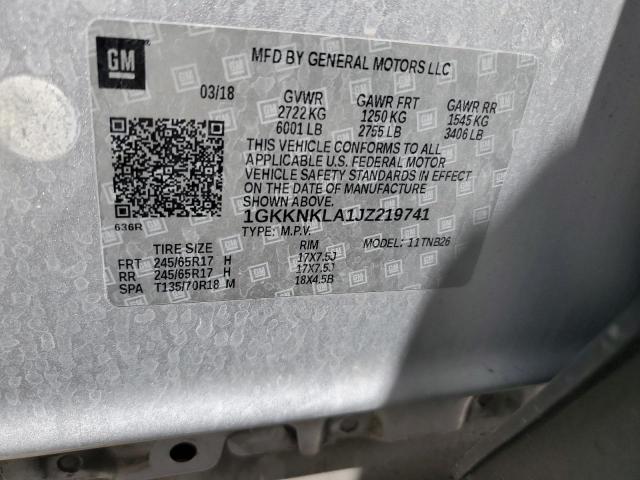 GM
MFD BY GENERAL MOTORS LLC
03/18 GVWR GAWR FRT GAWR RR
2722 KG 1250 KG 1545 KG
6001 LB 2755 LB 3406 LB
THIS VEHICLE CONFORMS TO ALL
APPLICABLE U.S. FEDERAL MOTOR
VEHICLE SAFETY STANDARDS IN EFFECT
ON THE DATE OF MANUFACTURE
SHOWN ABOVE.
1GKKNKLA1JZ219741
636R TYPE: M.P.V. MODEL: 11TNB26
TIRE SIZE RIM
FRT 245/65R17 H 17X7.5J
RR 245/65R17 H 17X7.5J
SPA T135/70R18 M 18X4.5B